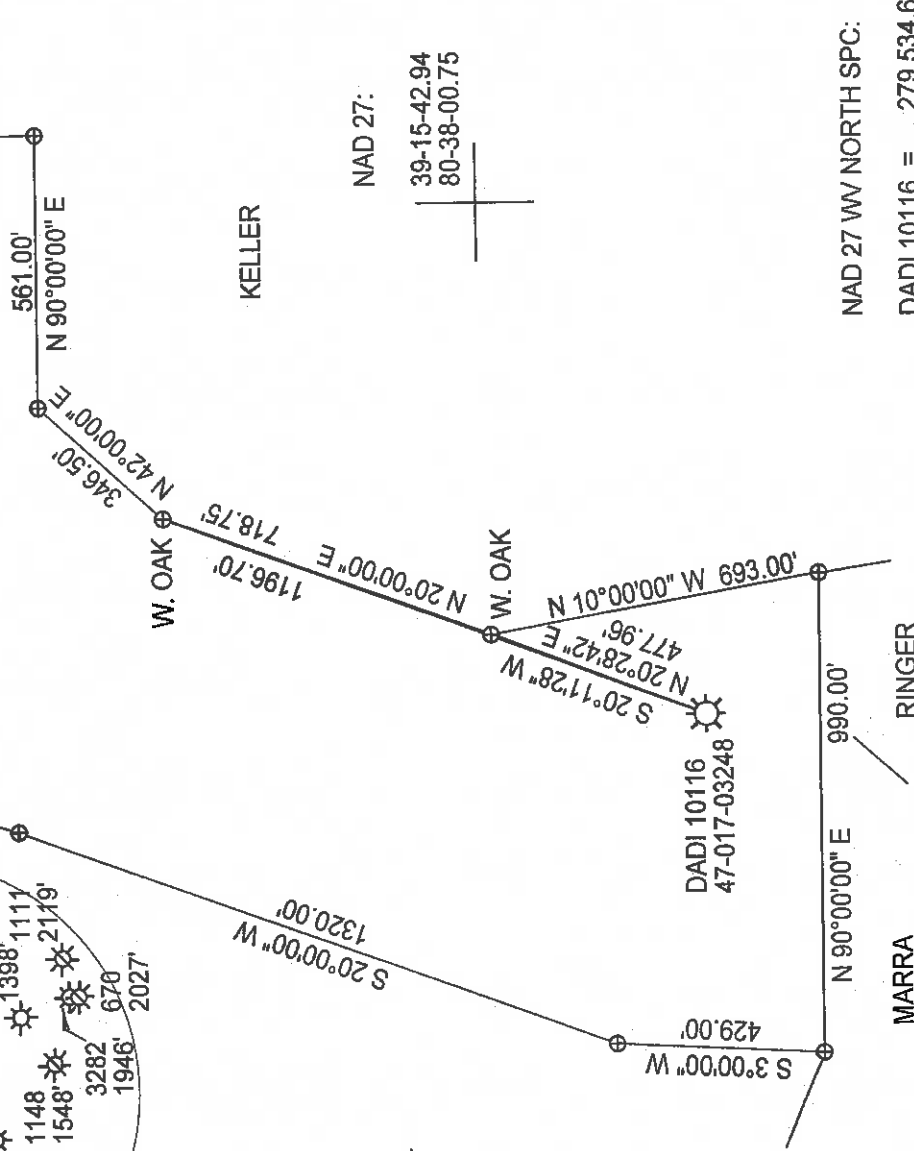 561.00'
N 90°00'00" E
NAD 27:
39-15-42.94
80-38-00.75
KELLER
346.50'
N 42°00'00" E
W. OAK
718.75'
1196.70'
N 20°00'00" E
W. OAK
N 10°00'00" W 693.00'
N 20°28'42" E
477.96'
S 20°11'28" W
DADI 10116
47-017-03248
990.00'
N 90°00'00" E
RINGER
MARRA
S 20°00'00" W
1320.00'
S 3°00'00" W
429.00'
1398'
1111
2119'
670
2027'
1148
1548'
3282
1946'
NAD 27 WV NORTH SPC:
DADI 10116 = 279,534.6